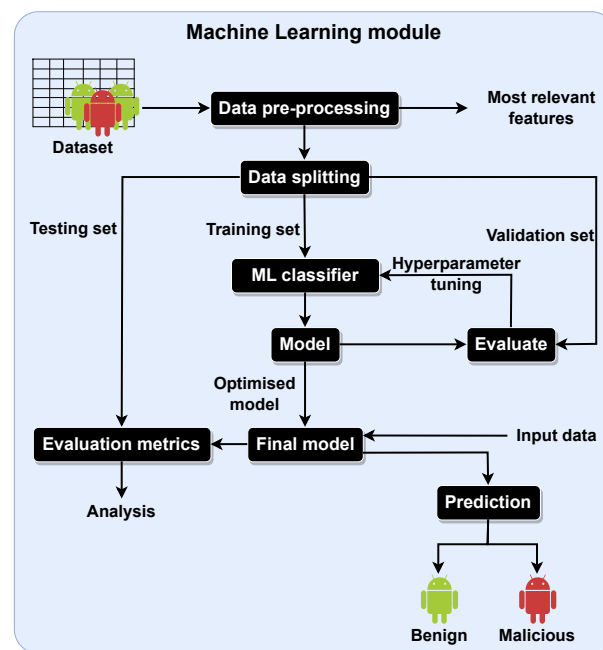 Machine Learning module
Data pre-processing
Most relevant
features
Dataset
Data splitting
Testing set
Training set
Validation set
Hyperparameter
tuning
ML classifier
Model
Evaluate
Optimised
model
Evaluation metrics
Final model
Input data
Analysis
Prediction
Benign
Malicious